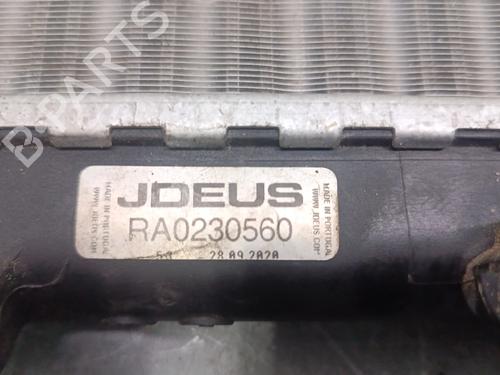 B-PARTS
JDEUS
RA0230560
28.09.2020
MADE IN PORTUGAL
WWW.JDEUS.COM
MADE IN PORTUGAL
WWW.JDEUS.COM